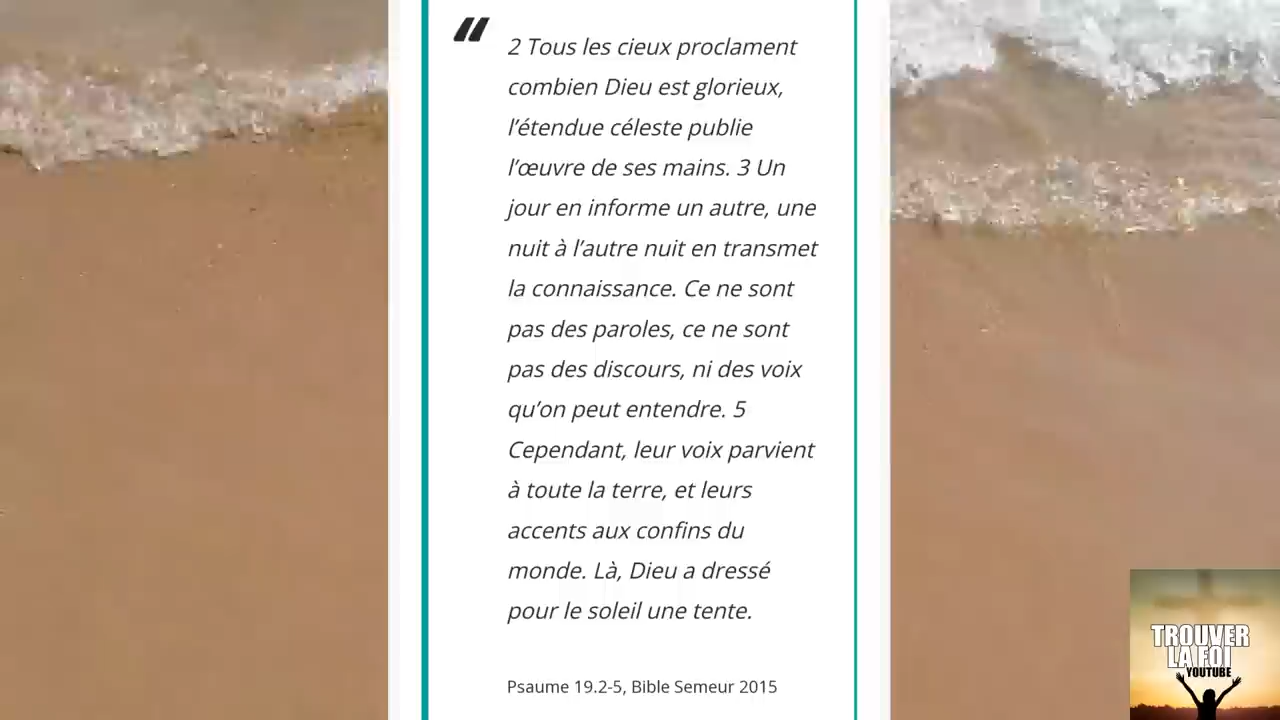 “
2 Tous les cieux proclament
combien Dieu est glorieux,
l’étendue céleste publie
l’œuvre de ses mains. 3 Un
jour en informe un autre, une
nuit à l’autre nuit en transmet
la connaissance. Ce ne sont
pas des paroles, ce ne sont
pas des discours, ni des voix
qu’on peut entendre. 5
Cependant, leur voix parvient
à toute la terre, et leurs
accents aux confins du
monde. Là, Dieu a dressé
pour le soleil une tente.
Psaume 19.2-5, Bible Semeur 2015
TROUVER
LA FOI
YOUTUBE